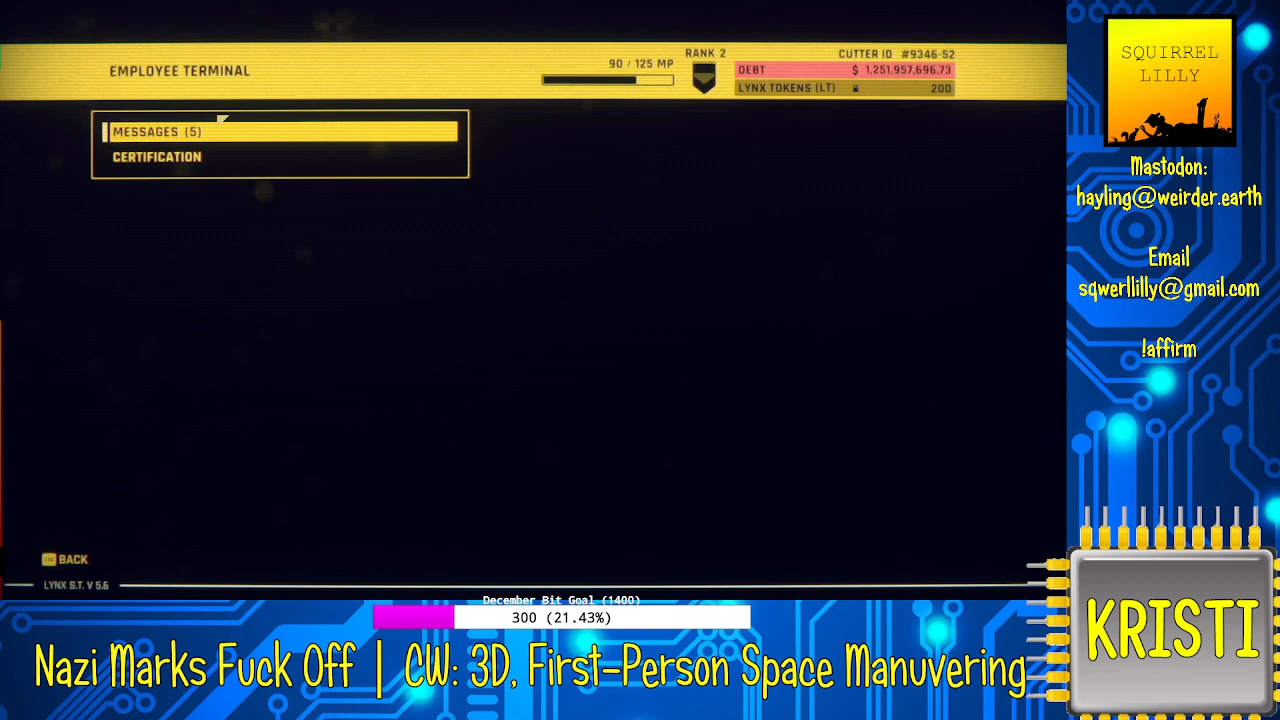 EMPLOYEE TERMINAL
90 / 125 MP
RANK 2
CUTTER ID #9346-52
DEBT $ 1,251,957,696.73
LYNX TOKENS (LT) 200
MESSAGES (5)
CERTIFICATION
BACK
LYNX S.T. V 5.6
SQUIRREL
LILLY
Mastodon:
hayling@weirder.earth
Email
sqwerllilly@gmail.com
!affirm
December Bit Goal (1400)
300 (21.43%)
Nazi Marks Fuck Off | CW: 3D, First-Person Space Manuvering
KRISTI